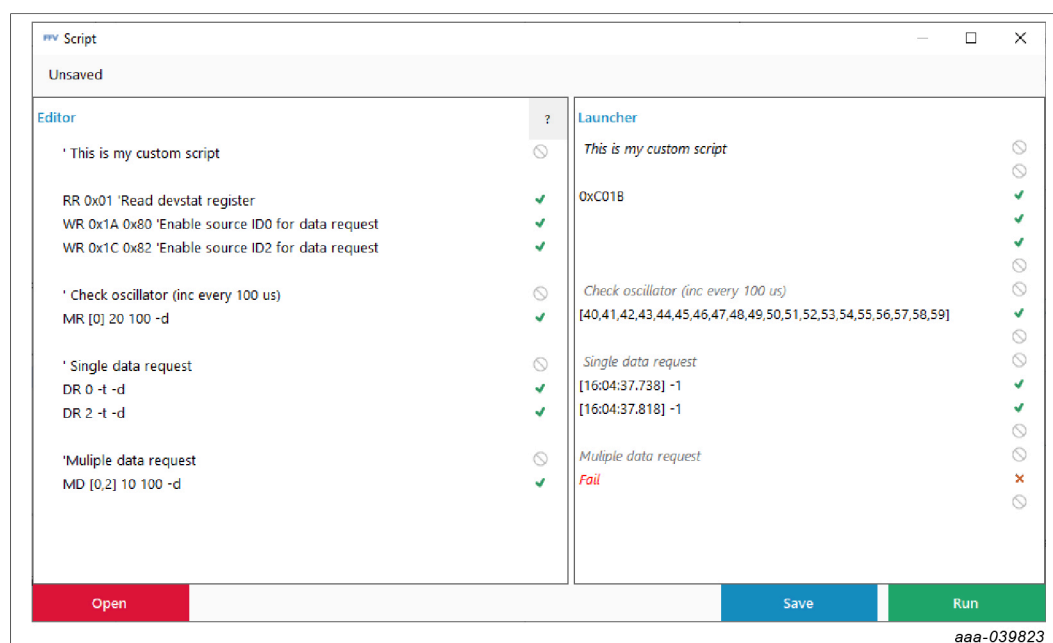 FFV Script
Unsaved
Editor ?
' This is my custom script
RR 0x01 'Read devstat register
WR 0x1A 0x80 'Enable source ID0 for data request
WR 0x1C 0x82 'Enable source ID2 for data request
' Check oscillator (inc every 100 us)
MR [0] 20 100 -d
' Single data request
DR 0 -t -d
DR 2 -t -d
'Muliple data request
MD [0,2] 10 100 -d
Launcher
This is my custom script
0xC01B
Check oscillator (inc every 100 us)
[40,41,42,43,44,45,46,47,48,49,50,51,52,53,54,55,56,57,58,59]
Single data request
[16:04:37.738] -1
[16:04:37.818] -1
Muliple data request
Fail
Open
Save
Run
aaa-039823